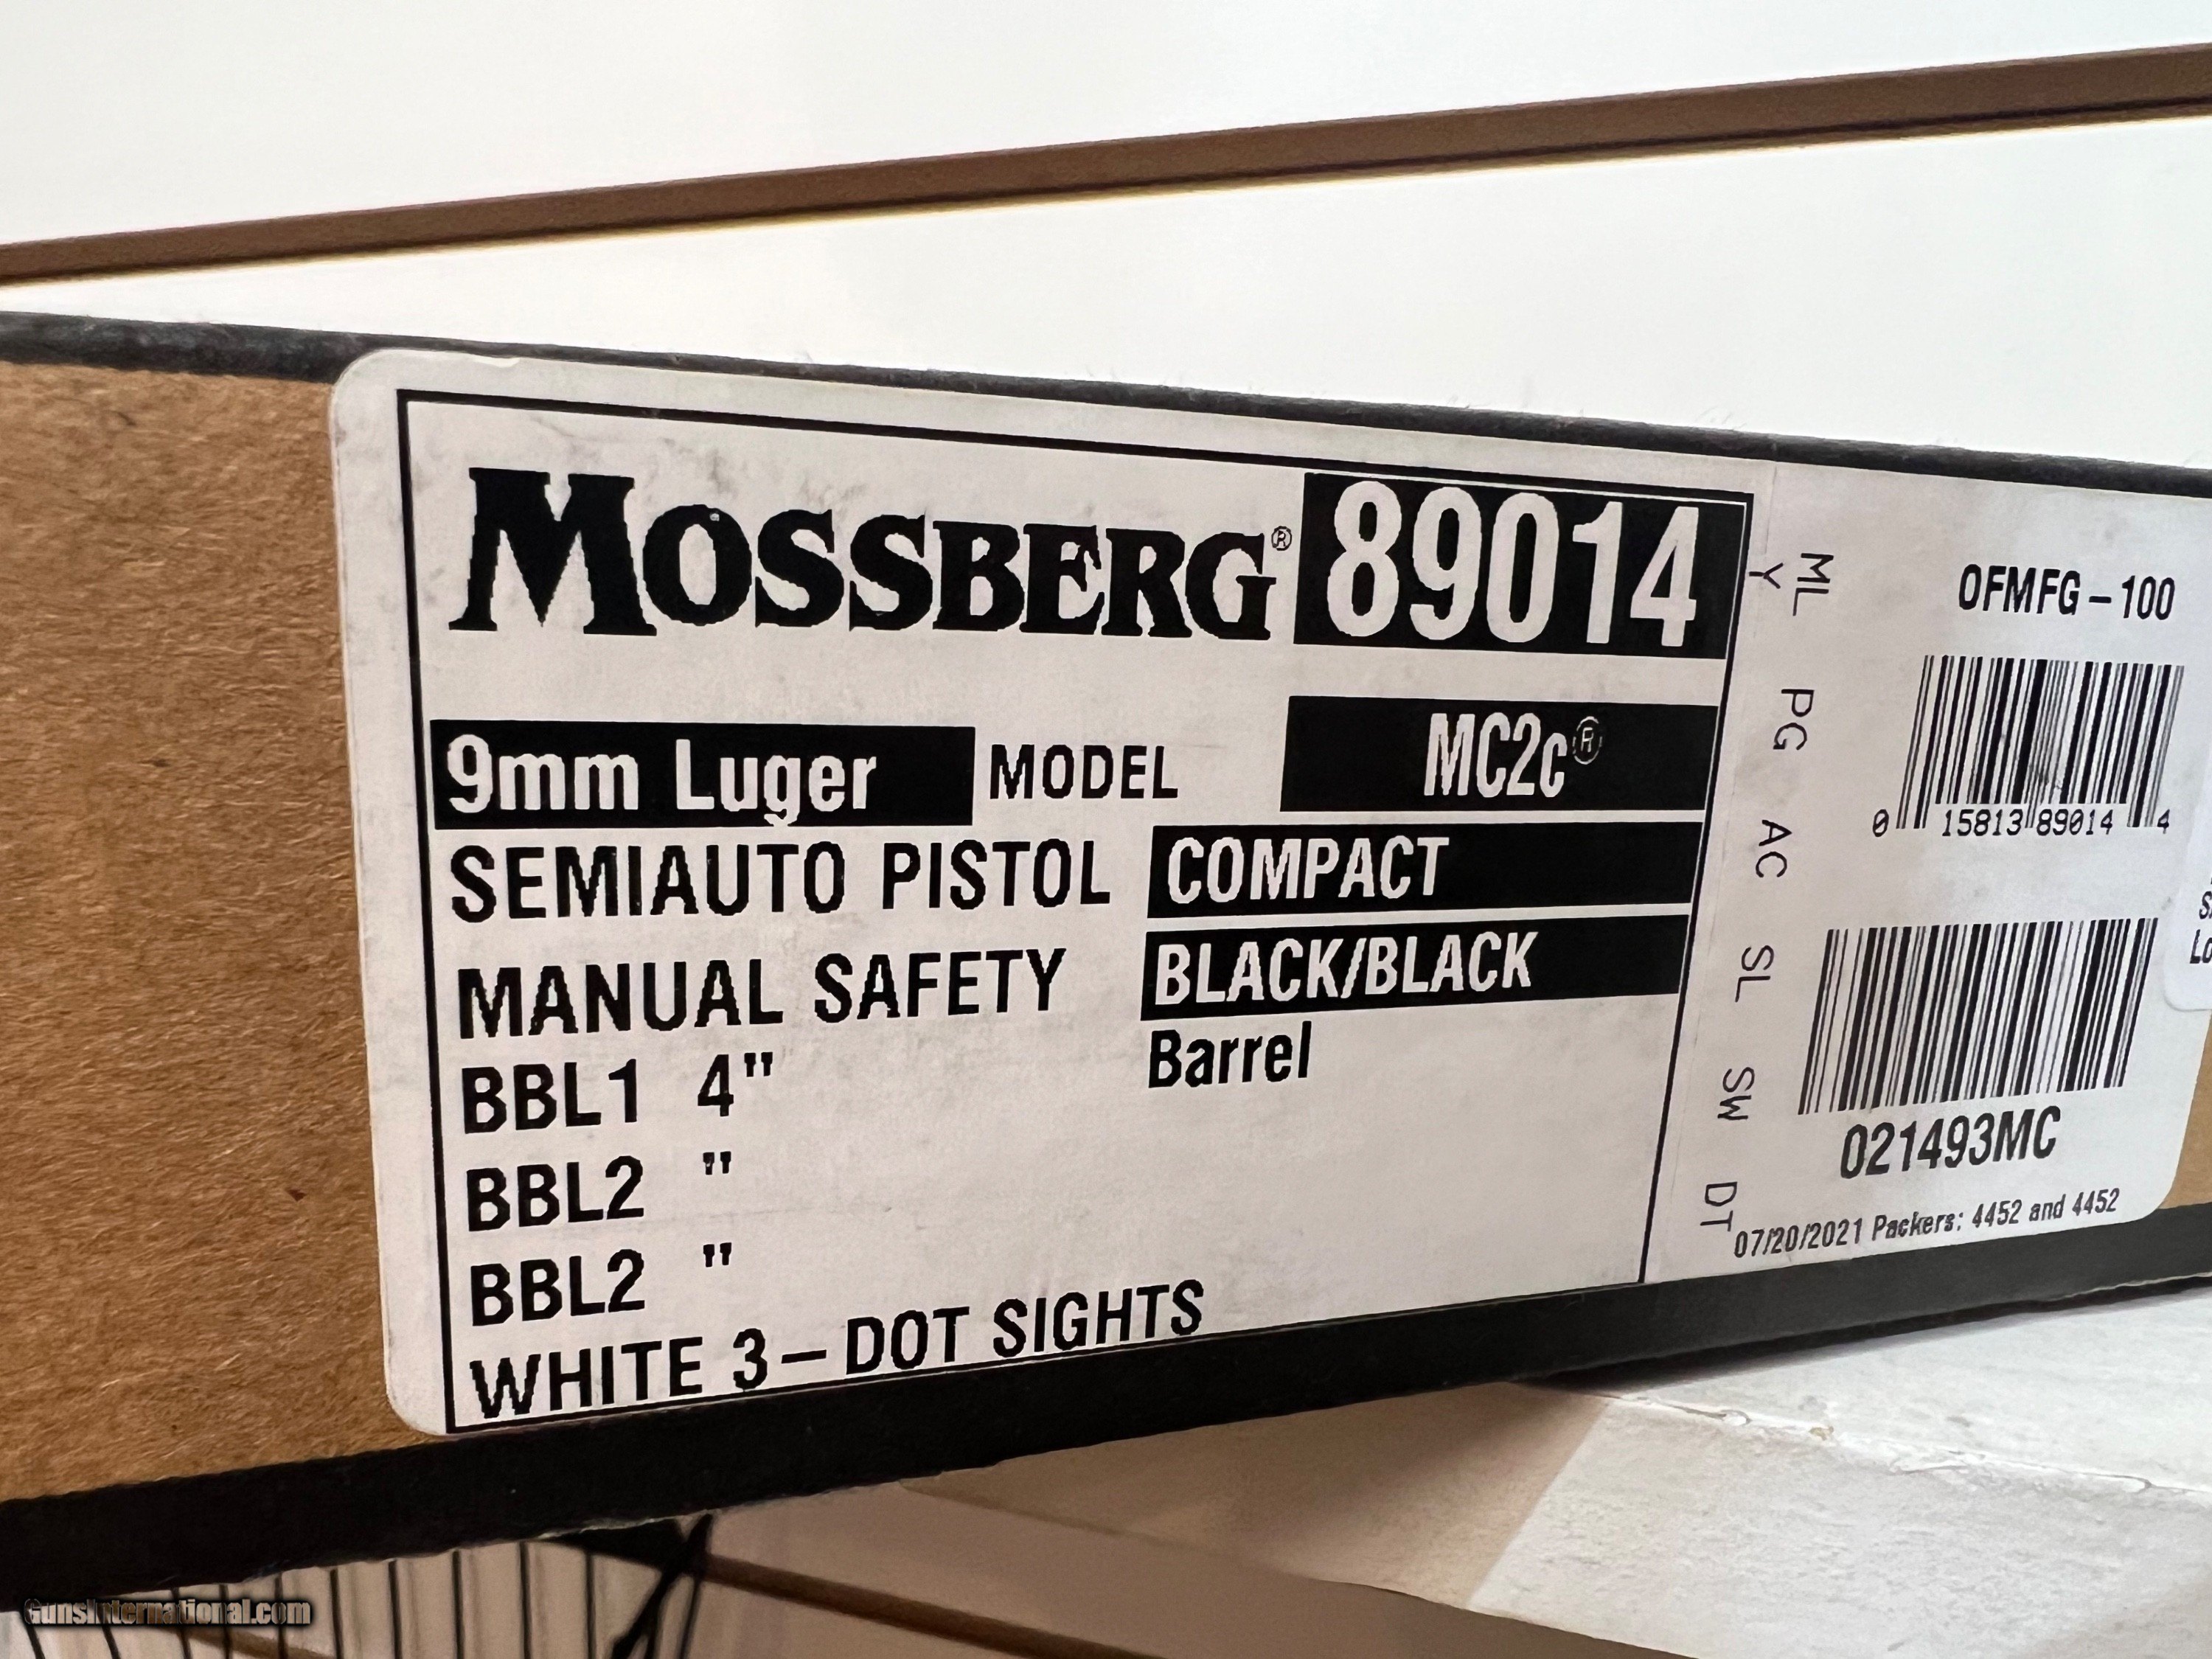 MOSSBERG® 89014
9mm Luger MODEL MC2c®
SEMIAUTO PISTOL COMPACT
MANUAL SAFETY BLACK/BLACK
BBL1 4" Barrel
BBL2 "
BBL2 "
WHITE 3-DOT SIGHTS
ML PG AC SL SW DT
Y
OFMFG-100
0 15813 89014 4
021493MC
07/20/2021 Packers: 4452 and 4452
GunsInternational.com